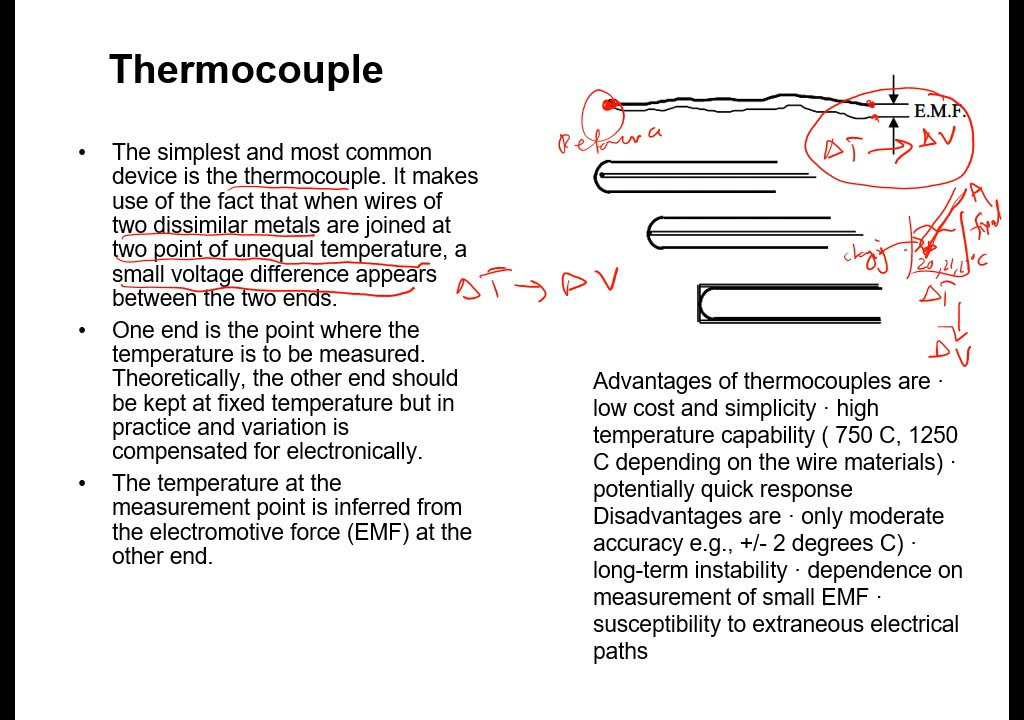 Thermocouple
• The simplest and most common
device is the thermocouple. It makes
use of the fact that when wires of
two dissimilar metals are joined at
two point of unequal temperature, a
small voltage difference appears
between the two ends.
• One end is the point where the
temperature is to be measured.
Theoretically, the other end should
be kept at fixed temperature but in
practice and variation is
compensated for electronically.
• The temperature at the
measurement point is inferred from
the electromotive force (EMF) at the
other end.
ΔT → ΔV
E.M.F.
ΔT → ΔV
A
fixed
20, 21, °C
ΔT
ΔV
Advantages of thermocouples are ·
low cost and simplicity · high
temperature capability ( 750 C, 1250
C depending on the wire materials) ·
potentially quick response
Disadvantages are · only moderate
accuracy e.g., +/- 2 degrees C) ·
long-term instability · dependence on
measurement of small EMF ·
susceptibility to extraneous electrical
paths